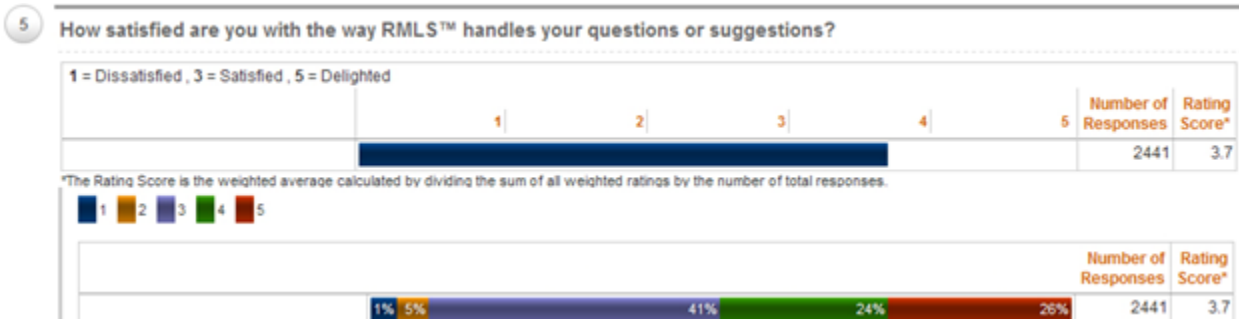 5
How satisfied are you with the way RMLS™ handles your questions or suggestions?
1 = Dissatisfied , 3 = Satisfied , 5 = Delighted
1 2 3 4 5 Number of Responses Rating Score*
2441 3.7
*The Rating Score is the weighted average calculated by dividing the sum of all weighted ratings by the number of total responses.
1 2 3 4 5
Number of Responses Rating Score*
1% 5% 41% 24% 26% 2441 3.7